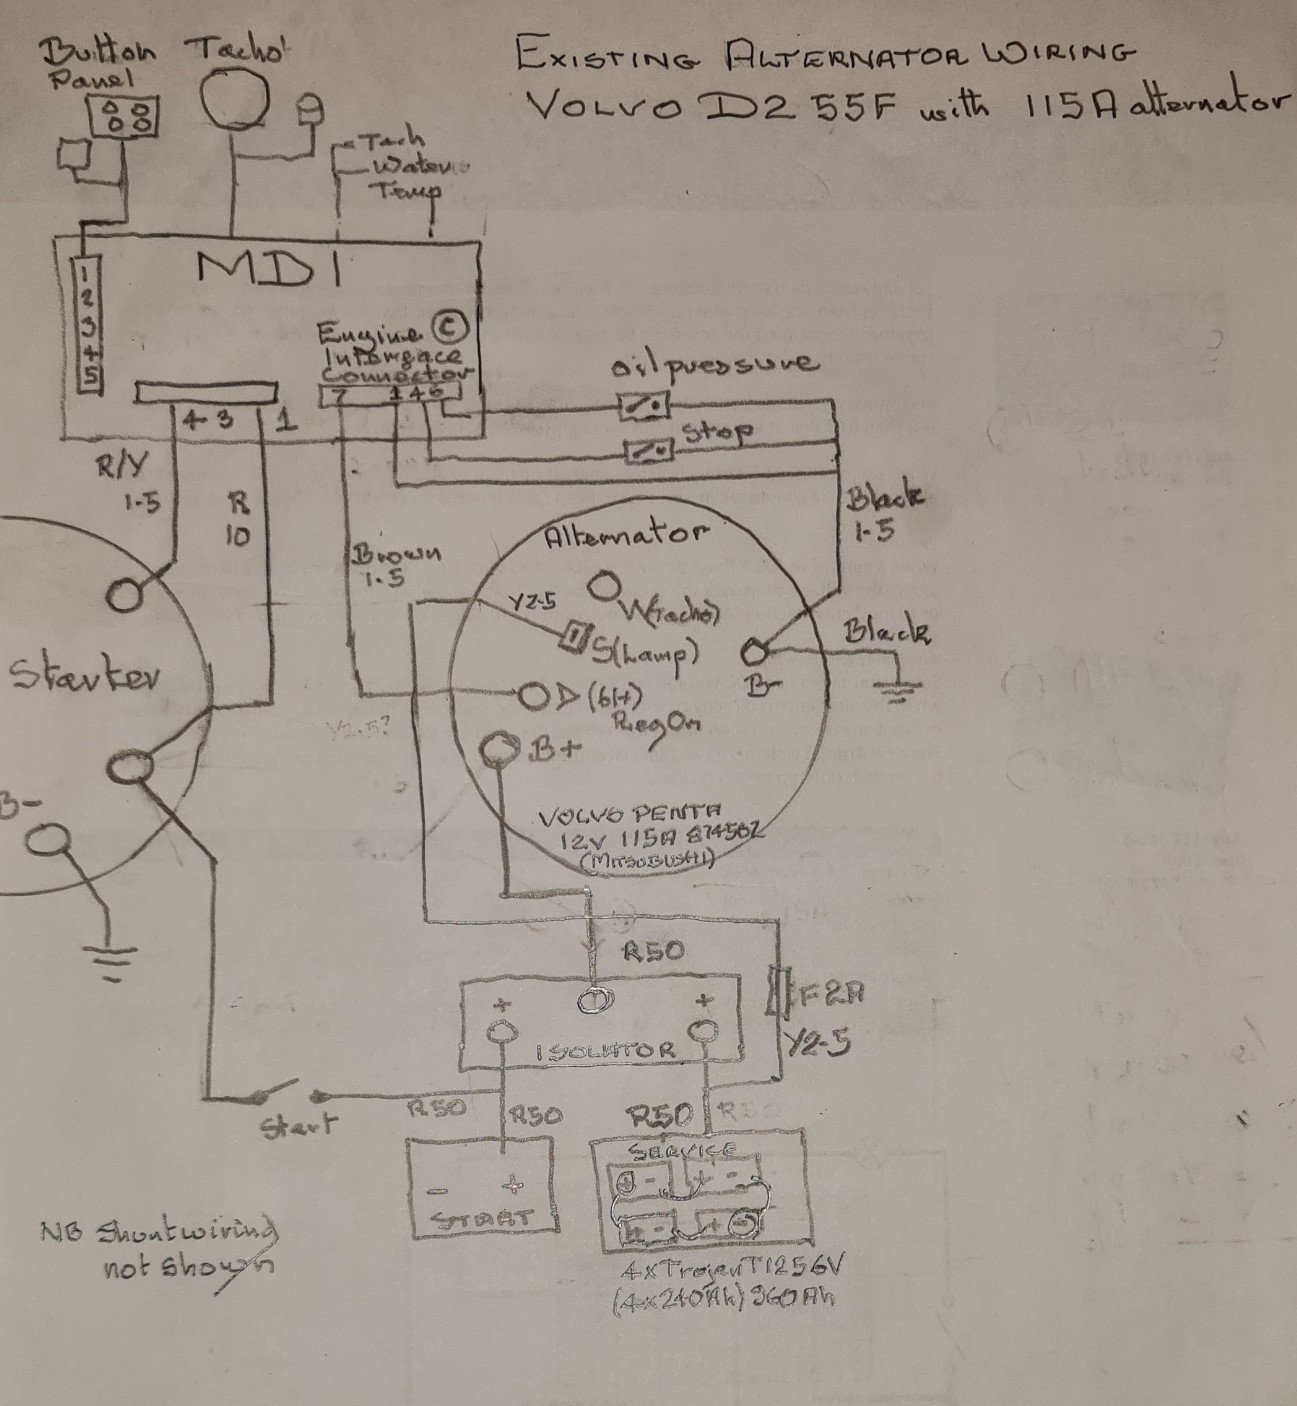 EXISTING ALTERNATOR WIRING
VOLVO D2 55F with 115A alternator
Button
Panel
Tacho'
Tach
Water
Temp
MDI
1
2
3
4
5
Engine
Interface
Connector
C
7 1 4 6
4 3 1
oil pressure
stop
R/Y
1.5
R
10
Brown
1.5
Black
1.5
Black
Alternator
W(Tacho)
Y2.5
S(Lamp)
B-
D(61+)
Reg On
B+
Y2.5?
VOLVO PENTA
12V 115A 874562
(MITSUBUSHI)
Starter
B-
R50
F2A
Y2.5
+ +
ISOLATOR
R50
R50
R50
R50
Start
- +
START
SERVICE
+ - + -
+ - + -
4xTrojanT125 6V
(4x240Ah) 960Ah
NB Shunt wiring
not shown